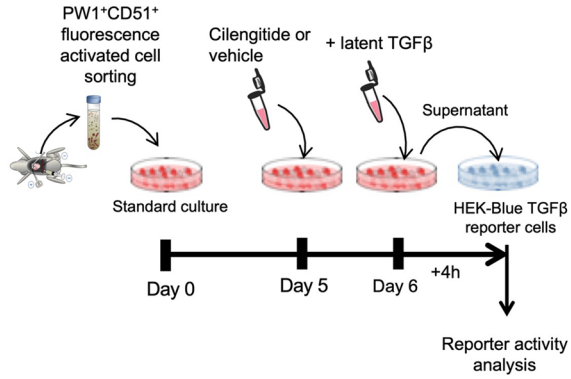 PW1⁺CD51⁺
fluorescence
activated cell
sorting
Cilengitide or
vehicle
+ latent TGFβ
Supernatant
Standard culture
HEK-Blue TGFβ
reporter cells
Day 0
Day 5
Day 6
+4h
Reporter activity
analysis